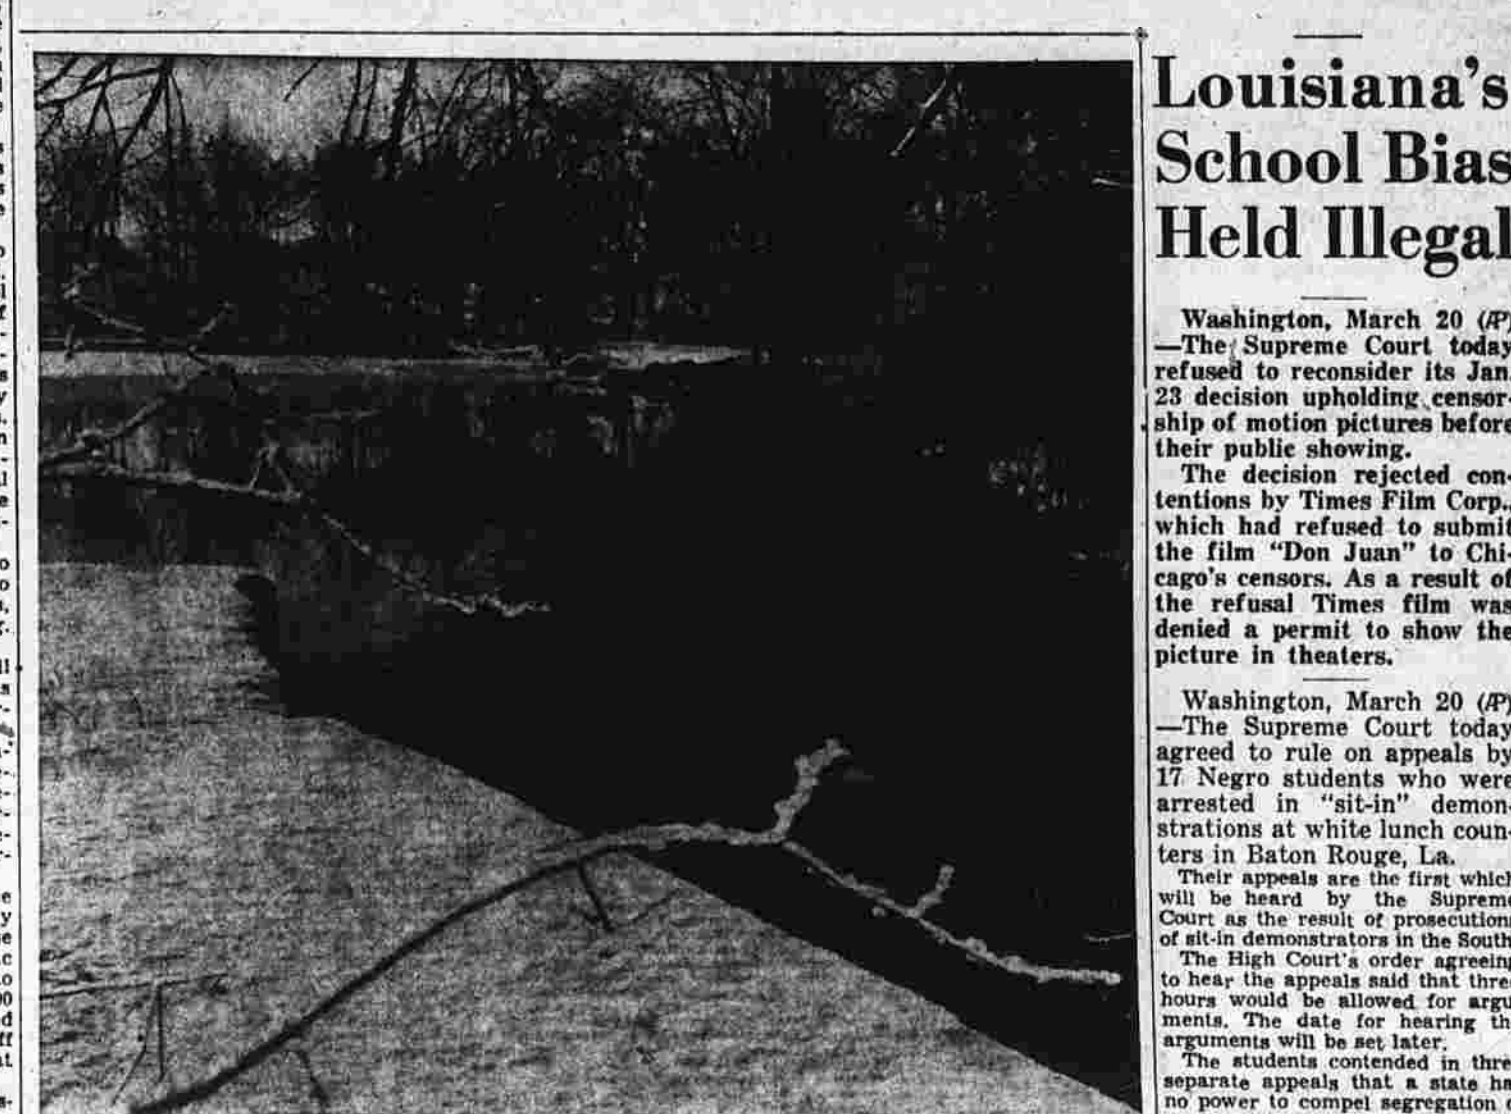 Louisiana's
School Bias
Held Illegal
Washington, March 20 (AP)
—The Supreme Court today
refused to reconsider its Jan.
23 decision upholding censor-
ship of motion pictures before
their public showing.
The decision rejected con-
tentions by Times Film Corp.,
which had refused to submit
the film “Don Juan” to Chi-
cago's censors. As a result of
the refusal Times film was
denied a permit to show the
picture in theaters.
Washington, March 20 (AP)
—The Supreme Court today
agreed to rule on appeals by
17 Negro students who were
arrested in “sit-in” demon-
strations at white lunch coun-
ters in Baton Rouge, La.
Their appeals are the first which
will be heard by the Supreme
Court as the result of prosecution
of sit-in demonstrators in the South
The High Court's order agreeing
to hear the appeals said that thre
hours would be allowed for argu
ments. The date for hearing th
arguments will be set later.
The students contended in thre
separate appeals that a state ha
no power to compel segregation